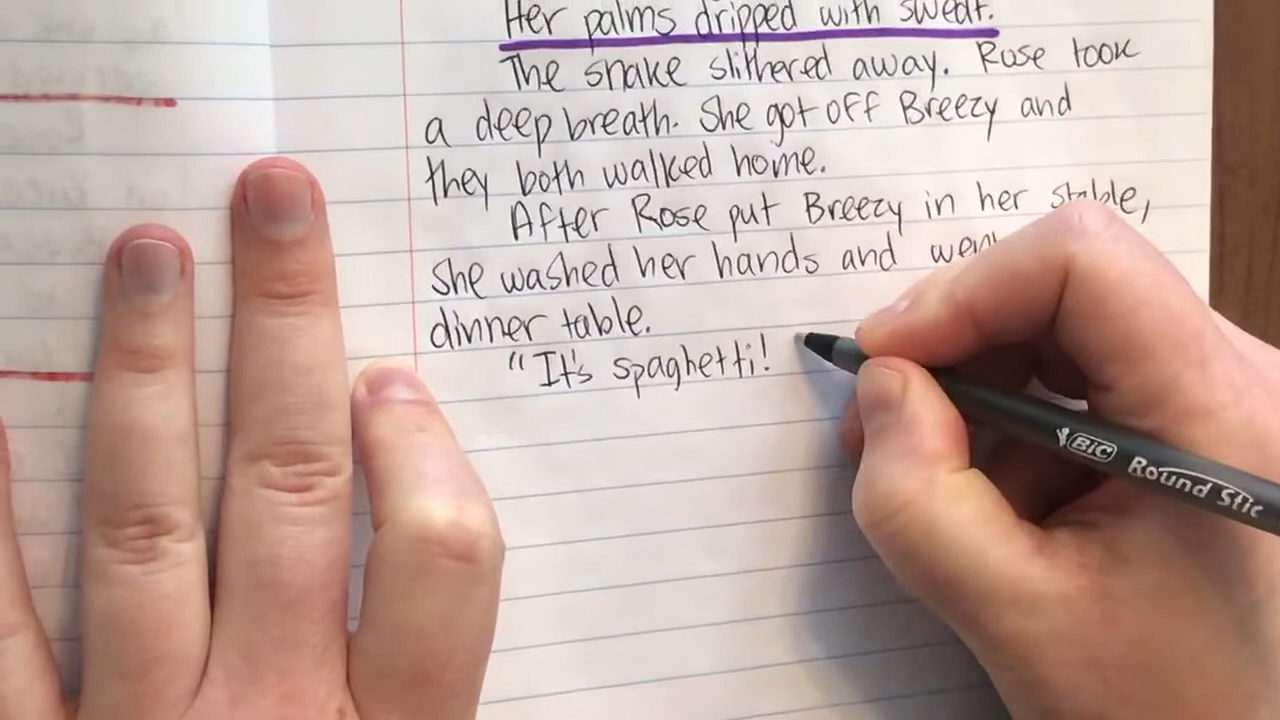 Her palms dripped with sweat.
The snake slithered away. Rose took
a deep breath. She got off Breezy and
they both walked home.
After Rose put Breezy in her stable,
she washed her hands and went
dinner table.
"It's spaghetti!
BIC Round Stic